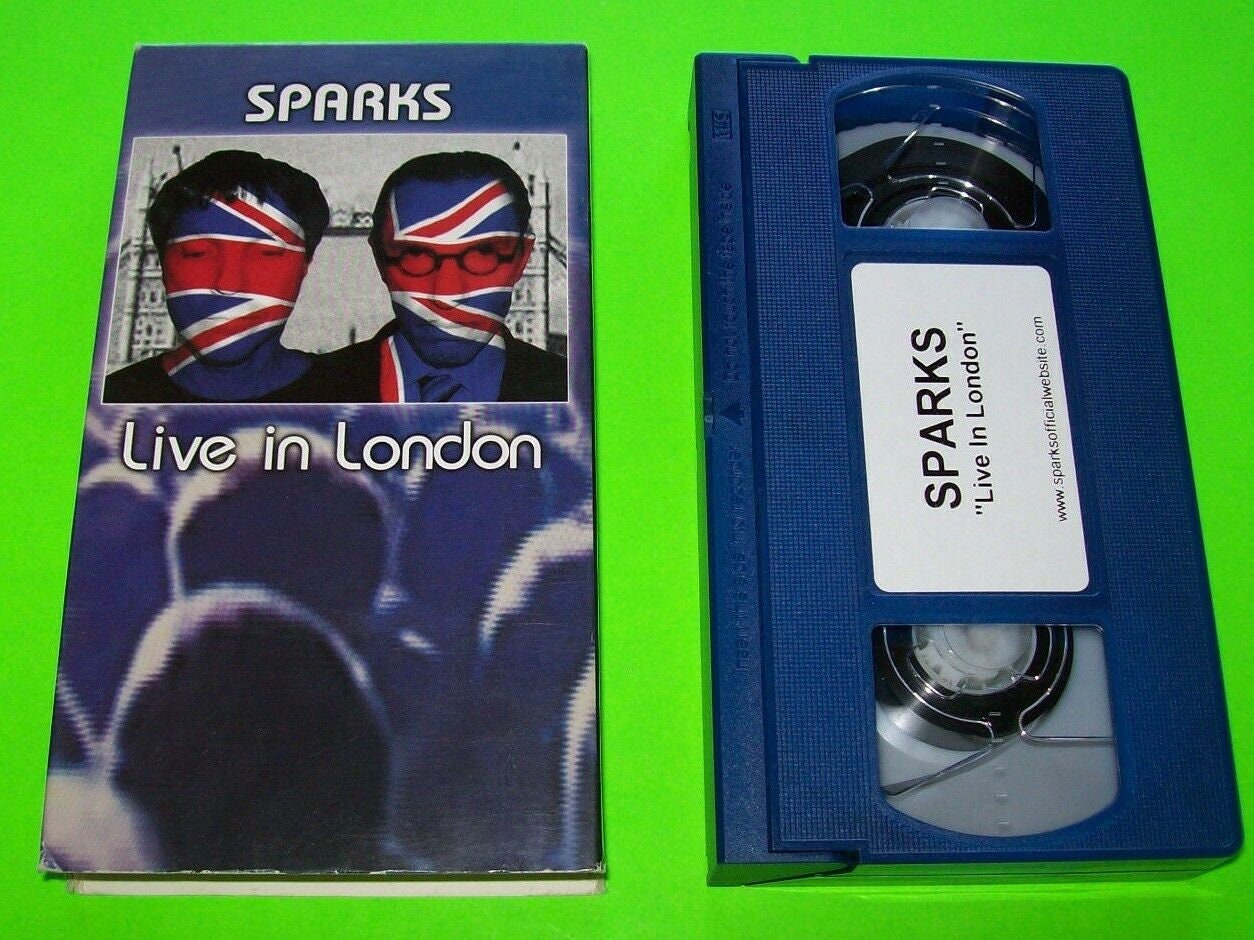 SPARKS
Live in London
SPARKS
"Live In London"
www.sparksofficialwebsite.com